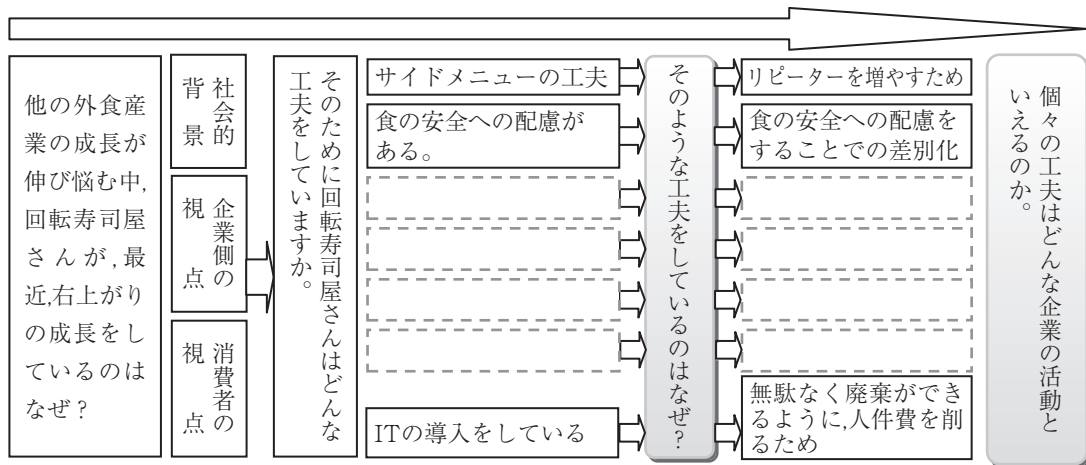 他の外食産
業の成長が
伸び悩む中,
回転寿司屋
さんが,最
近,右上がり
の成長をし
ているのは
なぜ?
社会的
背景
企業側の
視点
消費者の
視点
そのために回転寿司屋さんはどんな
工夫をしていますか。
サイドメニューの工夫
食の安全への配慮が
ある。
ITの導入をしている
そのような工夫をしているのはなぜ?
リピーターを増やすため
食の安全への配慮を
することでの差別化
無駄なく廃棄ができ
るように,人件費を削
るため
個々の工夫はどんな企業の活動と
いえるのか。